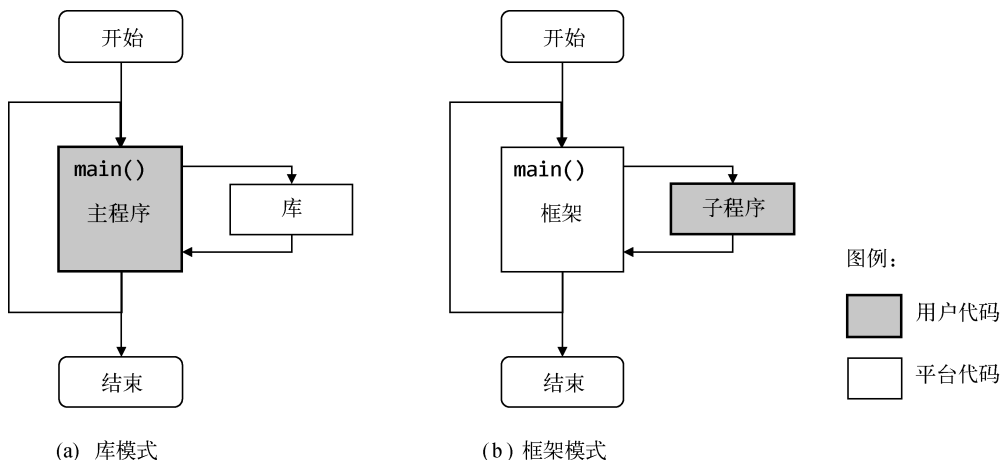 开始
main()
主程序
库
结束
(a) 库模式
开始
main()
框架
子程序
结束
(b) 框架模式
图例：
用户代码
平台代码